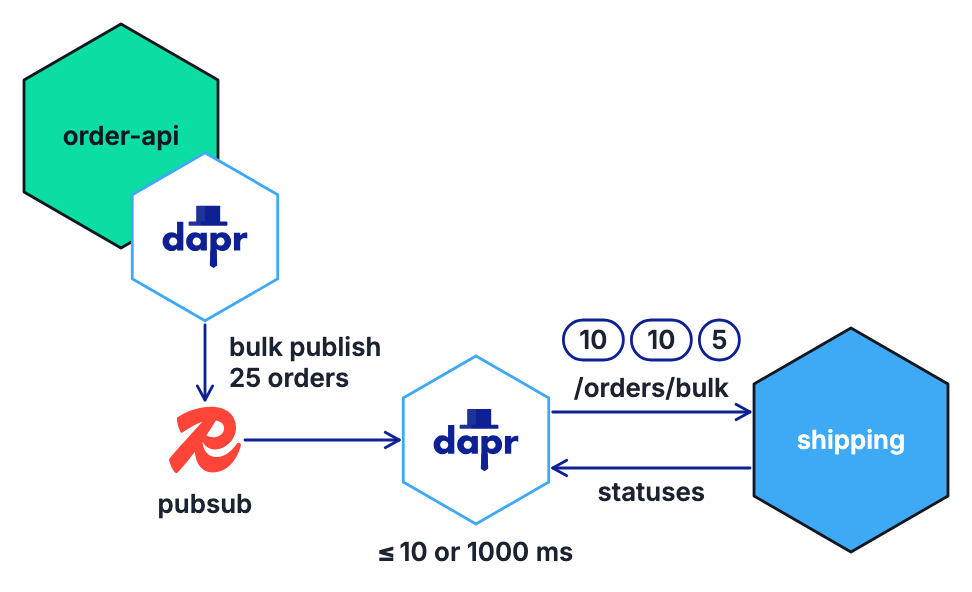 order-api
dapr
bulk publish
25 orders
10 10 5
/orders/bulk
dapr
shipping
statuses
pubsub
≤ 10 or 1000 ms